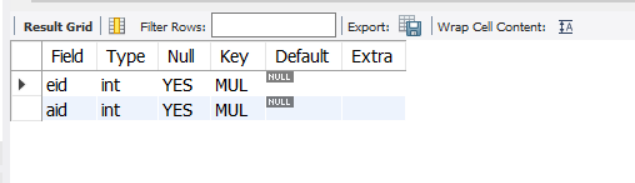 Result Grid Filter Rows: Export: Wrap Cell Content: IA
Field Type Null Key Default Extra
eid int YES MUL NULL
aid int YES MUL NULL